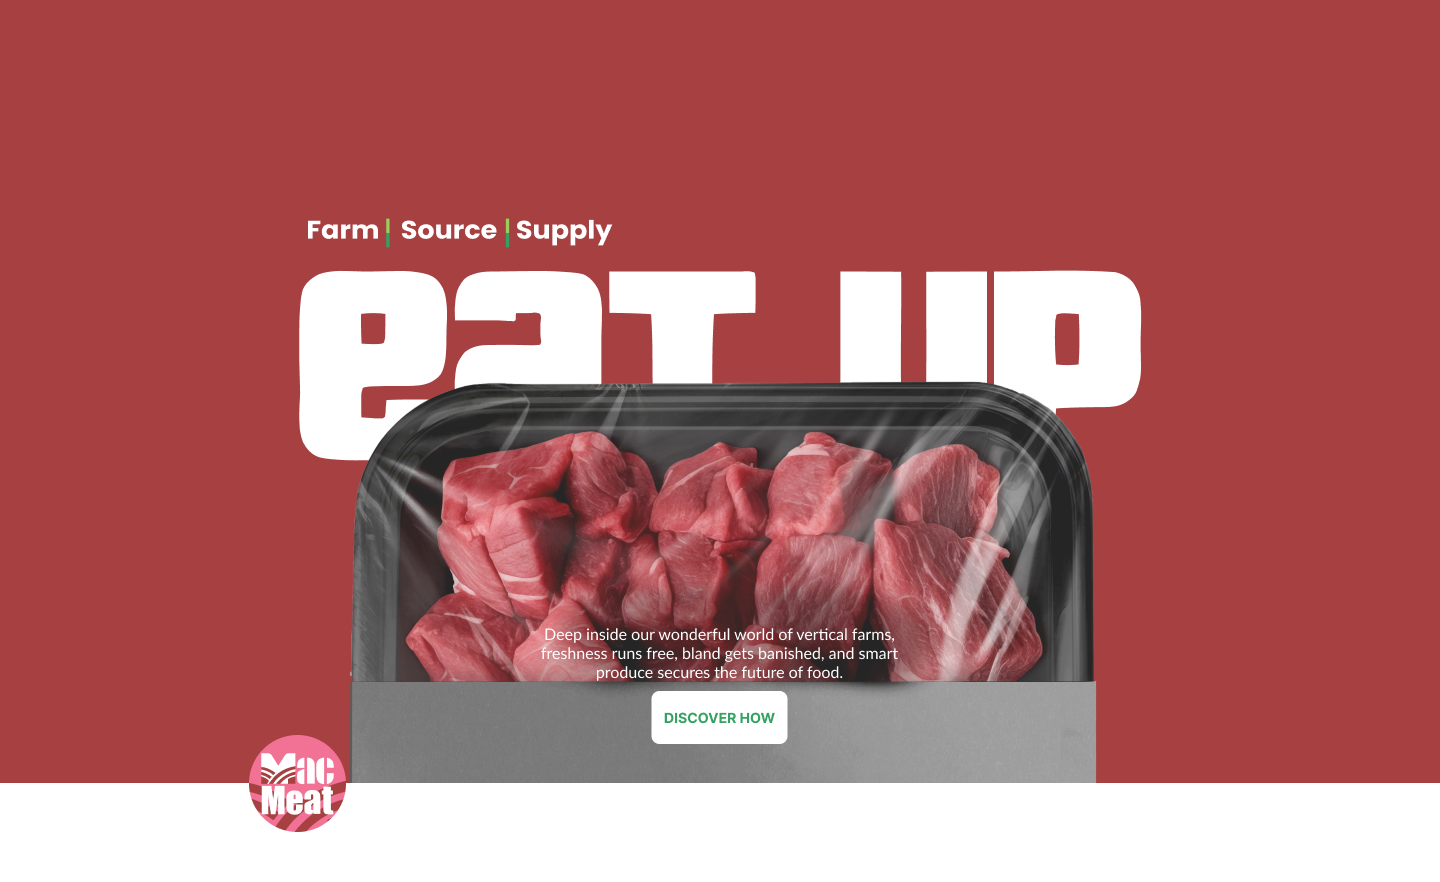 Farm | Source | Supply
eat up
Deep inside our wonderful world of vertical farms,
freshness runs free, bland gets banished, and smart
produce secures the future of food.
DISCOVER HOW
Mac
Meat